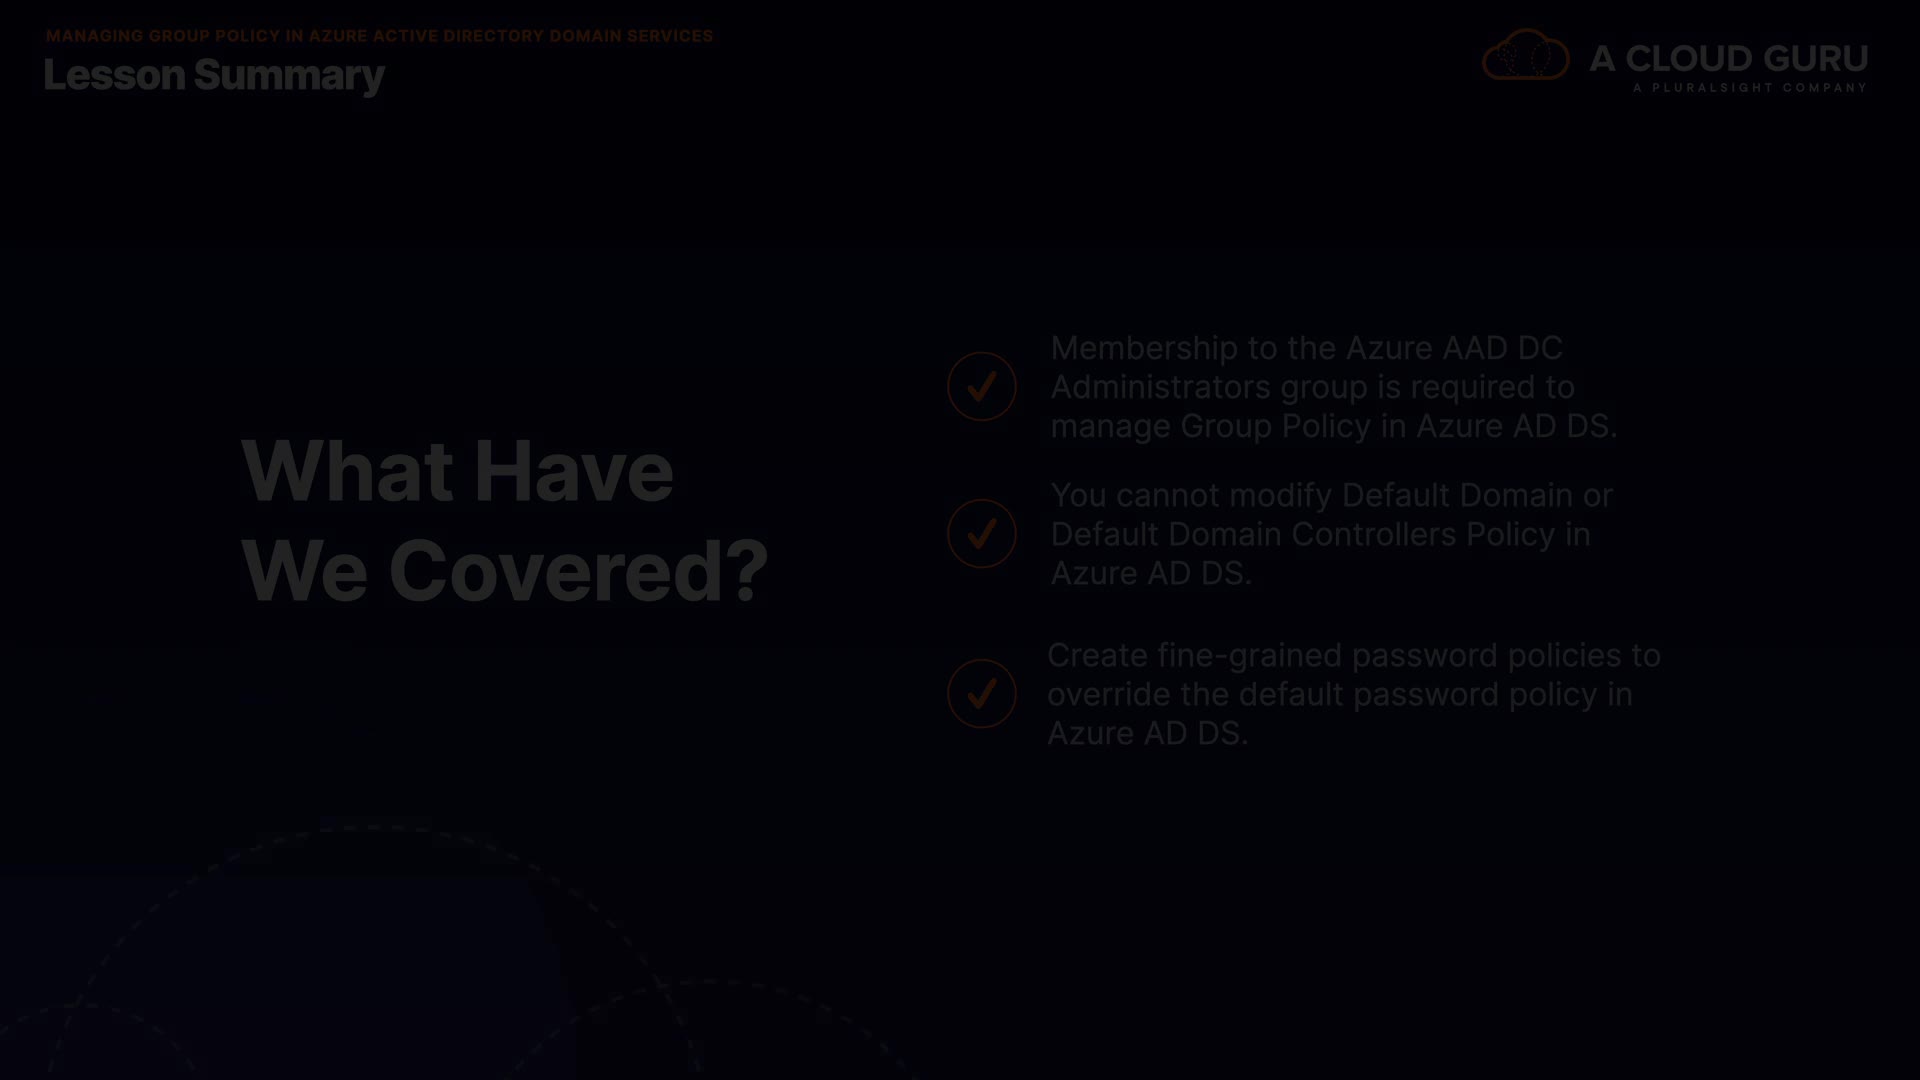 MANAGING GROUP POLICY IN AZURE ACTIVE DIRECTORY DOMAIN SERVICES
Lesson Summary
A CLOUD GURU
A PLURALSIGHT COMPANY
What Have
We Covered?
Membership to the Azure AAD DC
Administrators group is required to
manage Group Policy in Azure AD DS.
You cannot modify Default Domain or
Default Domain Controllers Policy in
Azure AD DS.
Create fine-grained password policies to
override the default password policy in
Azure AD DS.